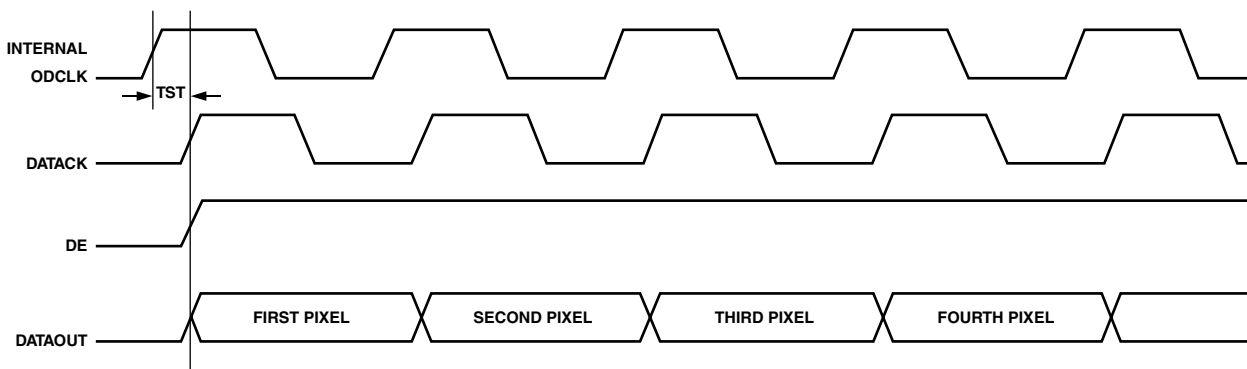 INTERNAL
ODCLK
TST
DATACK
DE
FIRST PIXEL SECOND PIXEL THIRD PIXEL FOURTH PIXEL
DATAOUT